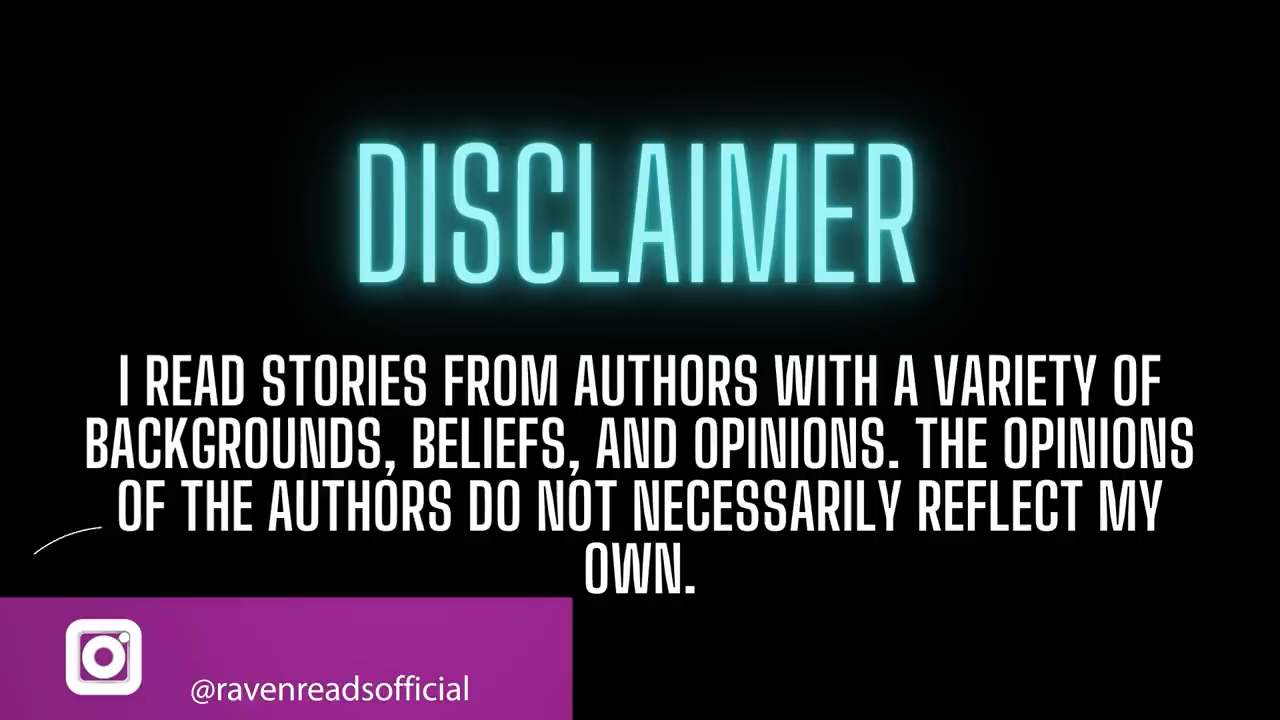 DISCLAIMER
I READ STORIES FROM AUTHORS WITH A VARIETY OF
BACKGROUNDS, BELIEFS, AND OPINIONS. THE OPINIONS
OF THE AUTHORS DO NOT NECESSARILY REFLECT MY
OWN.
@ravenreadsofficial